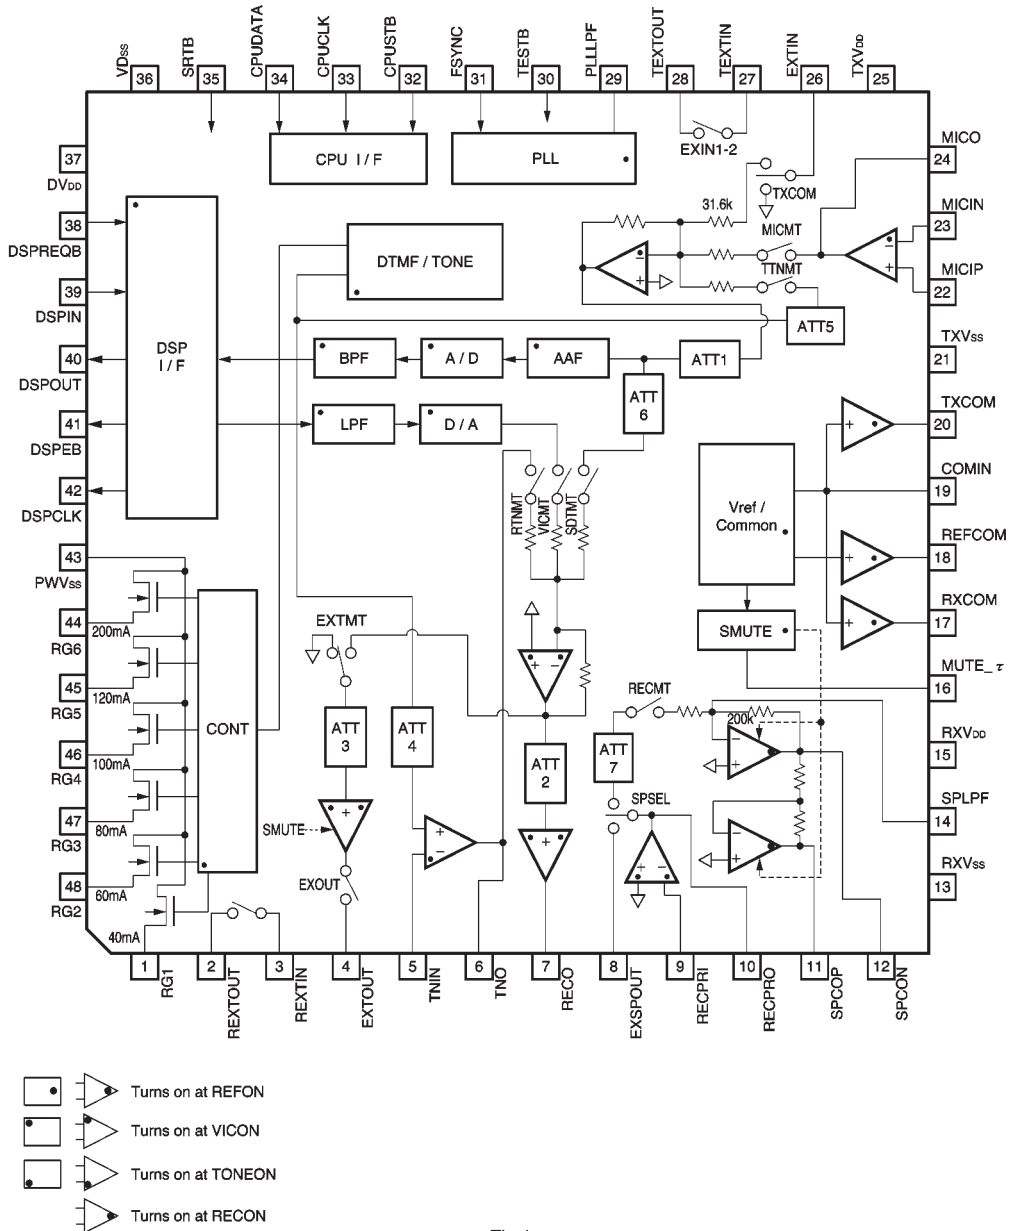 VDSS
SRTB
CPUDATA
CPUCLK
CPUSTB
FSYNC
TESTB
PLLLPF
TEXTOUT
TEXTIN
EXTIN
TXVDD
36
35
34
33
32
31
30
29
28
27
26
25
37
DVDD
38
DSPREQB
39
DSPIN
40
DSPOUT
41
DSPEB
42
DSPCLK
43
PWVSS
44
RG6
45
RG5
46
RG4
47
RG3
48
RG2
CPU I / F
PLL
EXIN1-2
TXCOM
31.6k
MICMT
TTNMT
DTMF / TONE
ATT5
DSP
I / F
BPF
A / D
AAF
ATT1
ATT
6
LPF
D / A
RTNMT
VICMT
SDTMT
Vref /
Common
SMUTE
EXTMT
200mA
120mA
100mA
80mA
60mA
40mA
CONT
ATT
3
ATT
4
ATT
2
ATT
7
RECMT
200k
SPSEL
SMUTE
EXOUT
MICO
24
MICIN
23
MICIP
22
TXVSS
21
TXCOM
20
COMIN
19
REFCOM
18
RXCOM
17
MUTE_τ
16
RXVDD
15
SPLPF
14
RXVSS
13
1
2
3
4
5
6
7
8
9
10
11
12
RG1
REXTOUT
REXTIN
EXTOUT
TNIN
TNO
RECO
EXSPOUT
RECPRI
RECPRO
SPCOP
SPCON
Turns on at REFON
Turns on at VICON
Turns on at TONEON
Turns on at RECON